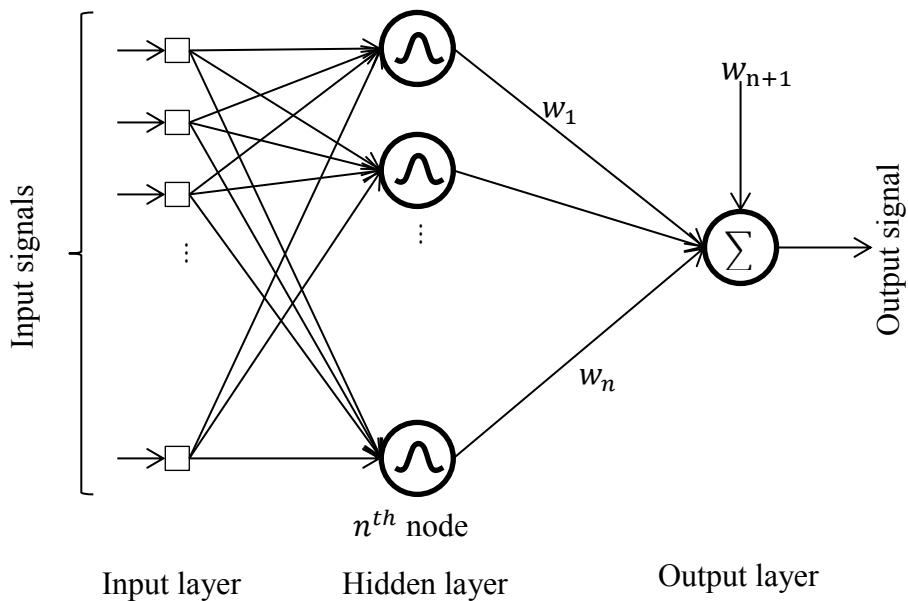 Input signals
w₁
wₙ₊₁
∑
Output signal
⋮
⋮
wₙ
nᵗʰ node
Input layer
Hidden layer
Output layer